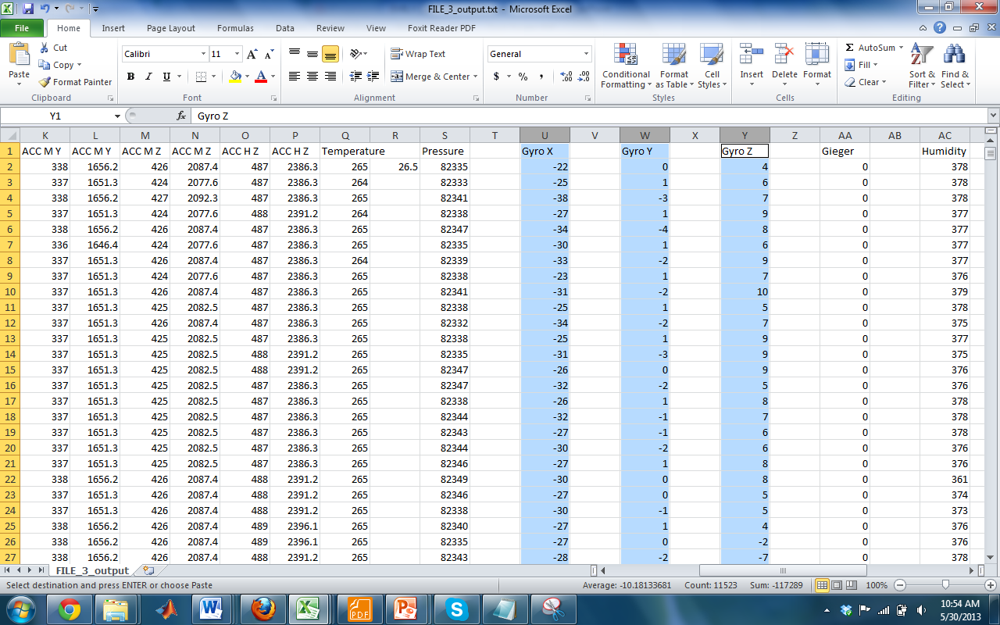 FILE_3_output.txt - Microsoft Excel
File Home Insert Page Layout Formulas Data Review View Foxit Reader PDF
Paste Cut Calibri 11 Wrap Text General Conditional Formatting Format as Table Cell Styles Insert Delete Format AutoSum Sort & Filter Find & Select
Copy B I U Merge & Center $ % , Fill
Format Painter Clear
Clipboard Font Alignment Number Styles Cells Editing
Y1 fx Gyro Z
K L M N O P Q R S T U V W X Y Z AA AB AC
1 ACC M Y ACC M Y ACC M Z ACC M Z ACC H Z ACC H Z Temperature Pressure Gyro X Gyro Y Gyro Z Gieger Humidity
2 338 1656.2 426 2087.4 487 2386.3 265 26.5 82335 -22 0 4 0 378
3 337 1651.3 424 2077.6 487 2386.3 264 82333 -25 1 6 0 378
4 338 1656.2 427 2092.3 487 2386.3 265 82341 -38 -3 7 0 378
5 337 1651.3 424 2077.6 488 2391.2 264 82338 -27 1 9 0 377
6 338 1656.2 426 2087.4 487 2386.3 265 82347 -34 -4 8 0 377
7 336 1646.4 424 2077.6 487 2386.3 265 82335 -30 1 6 0 377
8 337 1651.3 426 2087.4 487 2386.3 264 82339 -33 -2 9 0 377
9 337 1651.3 424 2077.6 487 2386.3 265 82338 -23 1 7 0 376
10 337 1651.3 426 2087.4 487 2386.3 265 82341 -31 -2 10 0 379
11 337 1651.3 425 2082.5 487 2386.3 265 82338 -25 1 5 0 378
12 337 1651.3 426 2087.4 487 2386.3 265 82332 -34 -2 7 0 375
13 337 1651.3 425 2082.5 487 2386.3 265 82338 -25 1 9 0 377
14 337 1651.3 425 2082.5 488 2391.2 265 82335 -31 -3 9 0 375
15 337 1651.3 425 2082.5 488 2391.2 265 82347 -26 0 9 0 376
16 337 1651.3 425 2082.5 487 2386.3 265 82347 -32 -2 5 0 376
17 337 1651.3 425 2082.5 487 2386.3 265 82338 -26 1 8 0 378
18 337 1651.3 425 2082.5 487 2386.3 265 82344 -32 -1 7 0 378
19 337 1651.3 425 2082.5 487 2386.3 265 82343 -27 -1 6 0 378
20 337 1651.3 425 2082.5 487 2386.3 265 82344 -30 -2 6 0 376
21 337 1651.3 425 2082.5 487 2386.3 265 82346 -27 1 8 0 376
22 338 1656.2 426 2087.4 488 2391.2 265 82349 -30 0 8 0 361
23 337 1651.3 426 2087.4 488 2391.2 265 82346 -27 0 5 0 374
24 337 1651.3 426 2087.4 488 2391.2 265 82338 -30 -1 5 0 373
25 338 1656.2 426 2087.4 489 2396.1 265 82340 -27 1 4 0 376
26 338 1656.2 426 2087.4 489 2396.1 265 82335 -27 0 -2 0 376
27 338 1656.2 426 2087.4 488 2391.2 265 82343 -28 -2 -7 0 378
FILE_3_output
Select destination and press ENTER or choose Paste Average: -10.18133681 Count: 11523 Sum: -117289 100%
10:54 AM
5/30/2013